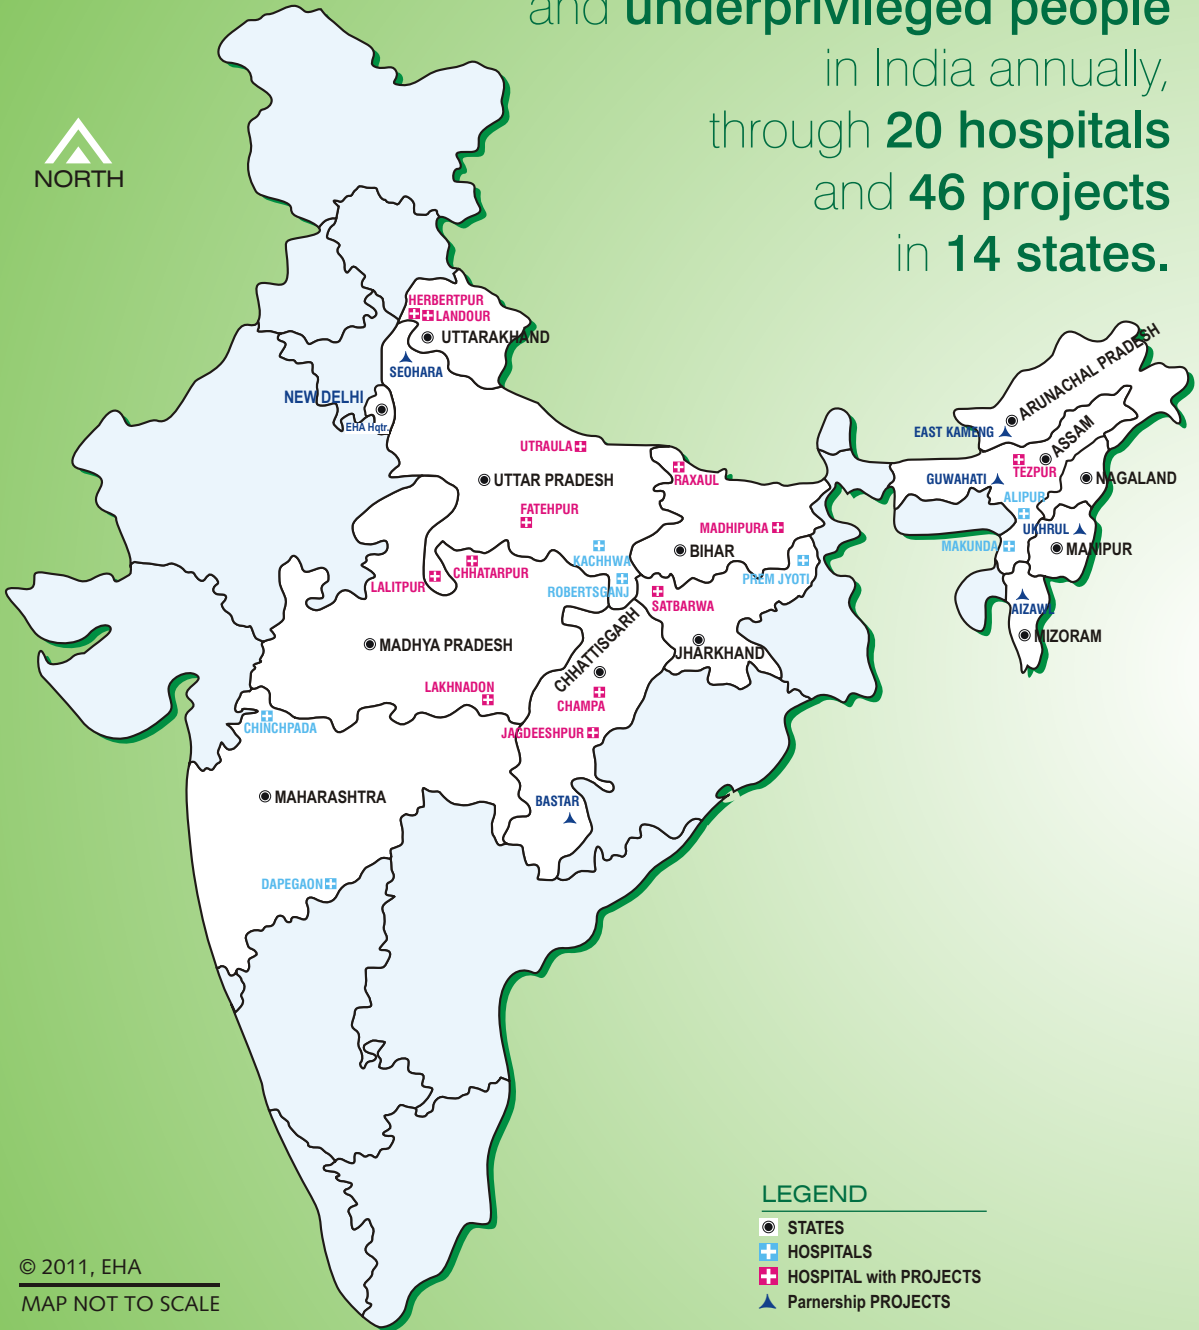 and underprivileged people
in India annually,
through 20 hospitals
and 46 projects
in 14 states.
NORTH
HERBERTPUR
LANDOUR
UTTARAKHAND
SEOHARA
NEW DELHI
EHA Hqtr.
UTRAULA
UTTAR PRADESH
FATEHPUR
RAXAUL
MADHIPURA
BIHAR
KACHHWA
ROBERTSGANJ
PREM JYOTI
SATBARWA
LALITPUR
CHHATARPUR
MADHYA PRADESH
CHHATTISGARH
JHARKHAND
LAKHNADON
CHAMPA
JAGDEESHPUR
CHINCHPADA
MAHARASHTRA
BASTAR
DAPEGAON
ARUNACHAL PRADESH
EAST KAMENG
ASSAM
TEZPUR
GUWAHATI
NAGALAND
ALIPUR
UKHRUL
MAKUNDA
MANIPUR
AIZAWL
MIZORAM
LEGEND
STATES
HOSPITALS
HOSPITAL with PROJECTS
Parnership PROJECTS
© 2011, EHA
MAP NOT TO SCALE